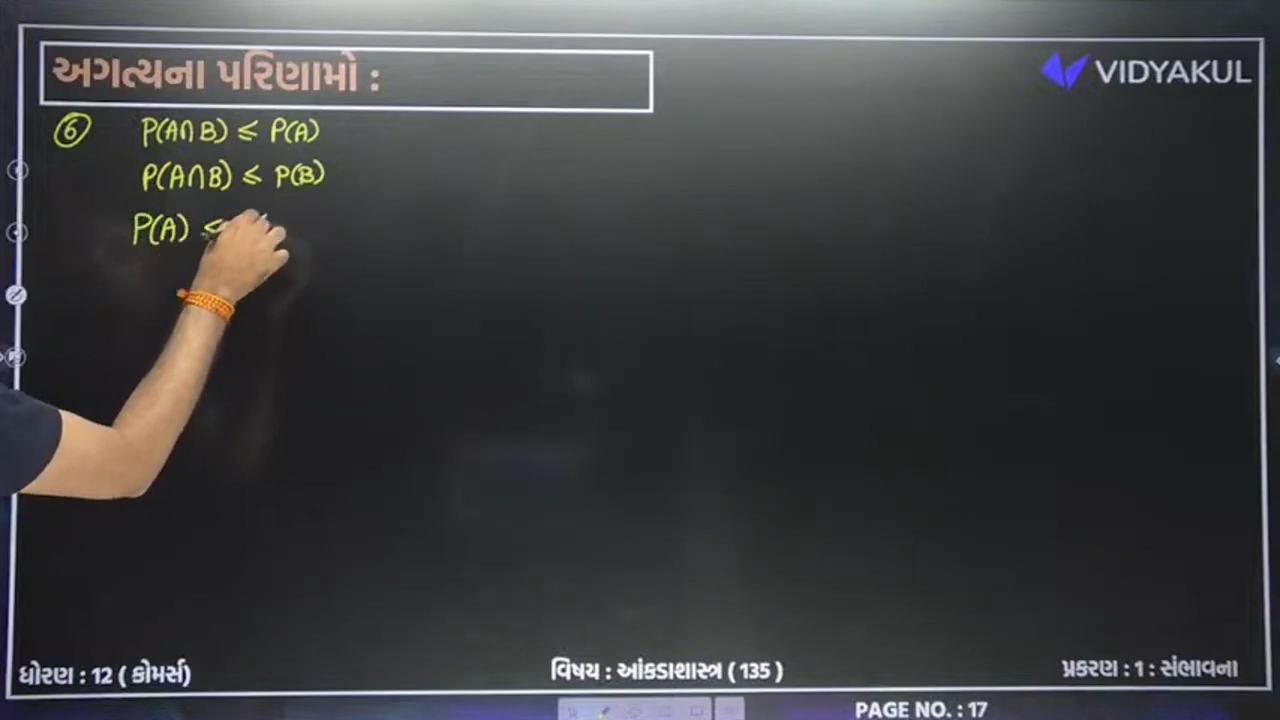 અગત્યના પરિણામો :
VIDYAKUL
⑥ P(A∩B) ≤ P(A)
P(A∩B) ≤ P(B)
P(A) ≤
ધોરણ : 12 ( કોમર્સ)
વિષય : આંકડાશાસ્ત્ર ( 135 )
પ્રકરણ : 1 : સંભાવના
PAGE NO. : 17